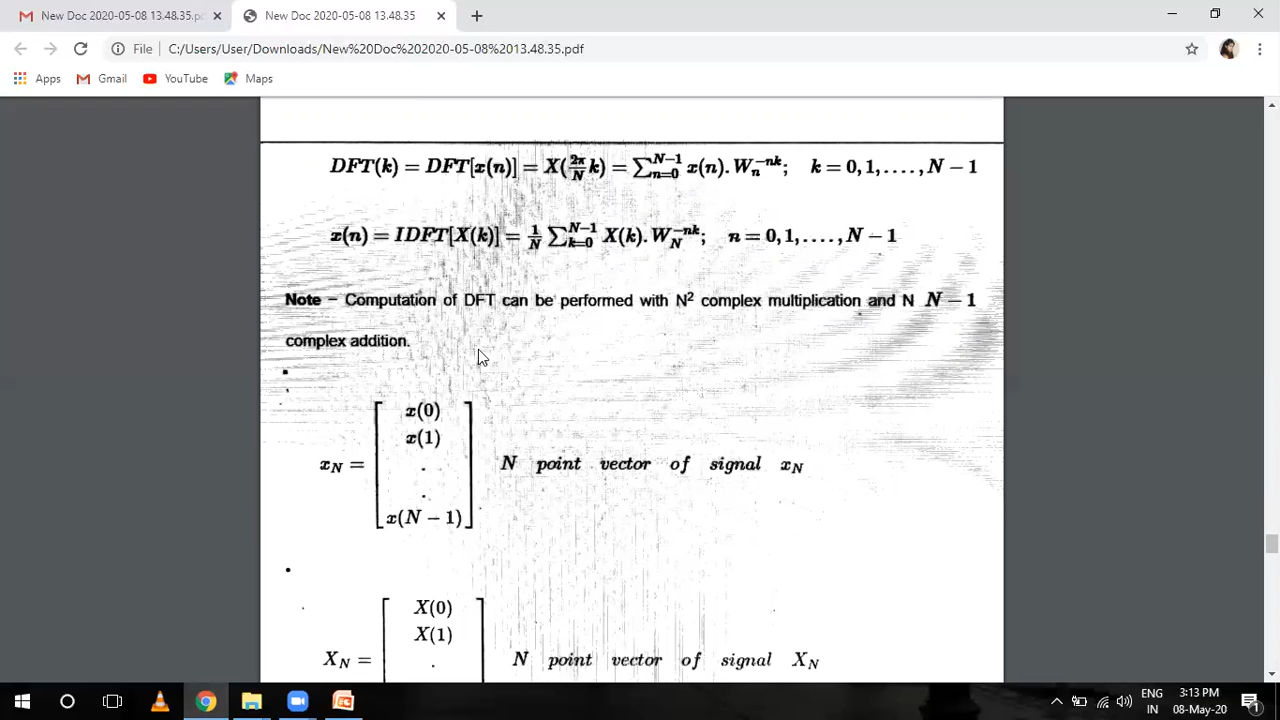 New Doc 2020-05-08 13.48.35.pd
New Doc 2020-05-08 13.48.35
File
C:/Users/User/Downloads/New%20Doc%202020-05-08%2013.48.35.pdf
Apps
Gmail
YouTube
Maps
DFT(k) = DFT[x(n)] = X(2π/N k) = ∑_{n=0}^{N−1} x(n). W_n^{−nk}; k = 0, 1, . . . . , N − 1
x(n) = IDFT[X(k)] = 1/N ∑_{k=0}^{N−1} X(k). W_N^{−nk}; n = 0, 1, . . . . , N − 1
Note – Computation of DFT can be performed with N² complex multiplication and N N − 1
complex addition.
x(0)
x(1)
.
x_N = N point vector of signal x_N
.
x(N − 1)
X(0)
X(1)
X_N = . N point vector of signal X_N
ENG
3:13 PM
IN
08-May-20
1